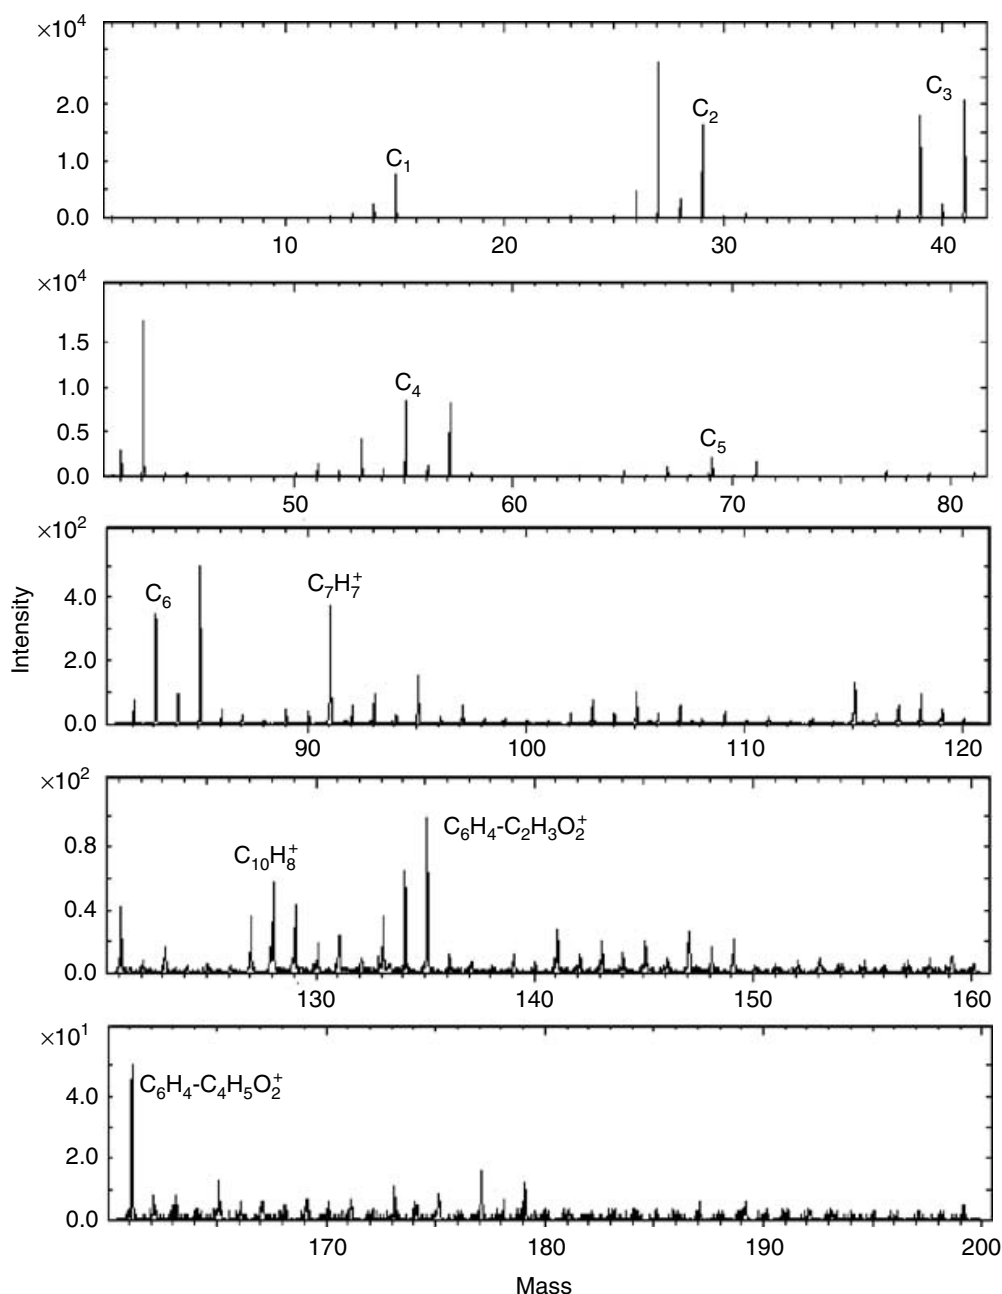 ×10⁴
2.0
1.0
0.0
C₁
C₂
C₃
10 20 30 40
×10⁴
1.5
1.0
0.5
0.0
C₄
C₅
50 60 70 80
×10²
4.0
2.0
0.0
C₆
C₇H₇⁺
90 100 110 120
×10²
0.8
0.4
0.0
C₁₀H₈⁺
C₆H₄-C₂H₃O₂⁺
130 140 150 160
×10¹
4.0
2.0
0.0
C₆H₄-C₄H₅O₂⁺
170 180 190 200
Intensity
Mass